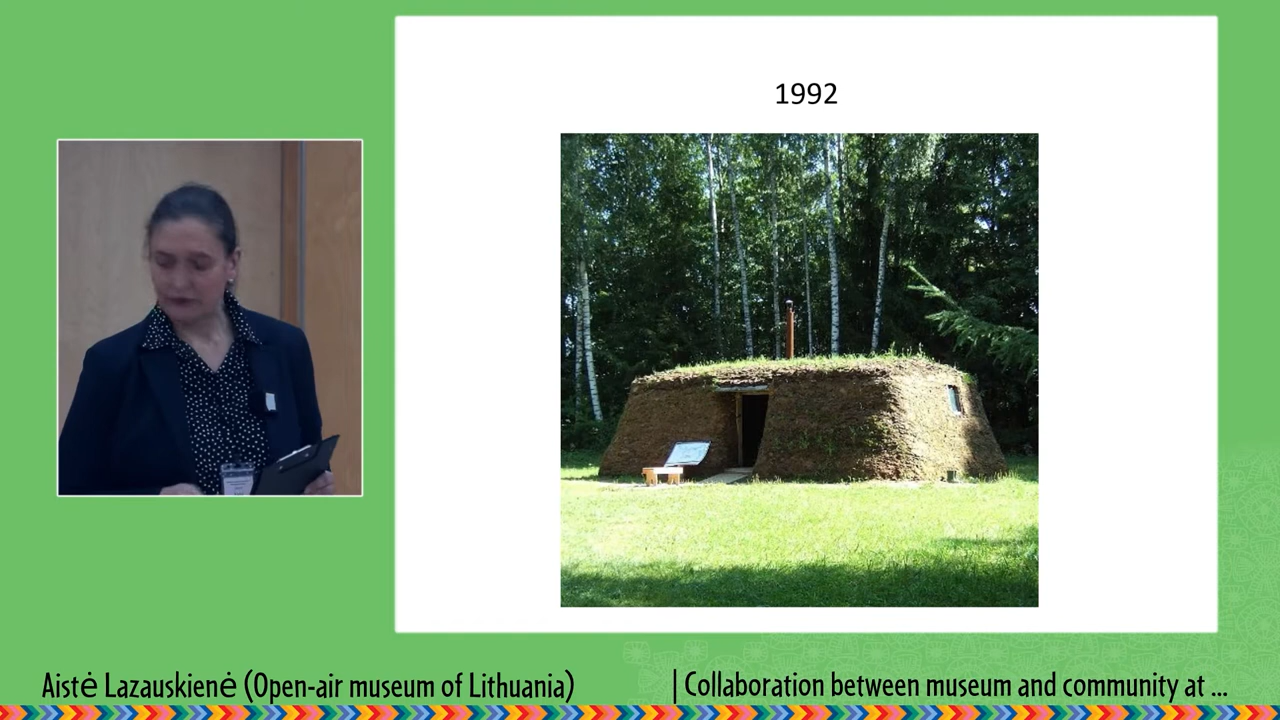 1992
Aistė Lazauskienė (Open-air museum of Lithuania)
| Collaboration between museum and community at ...